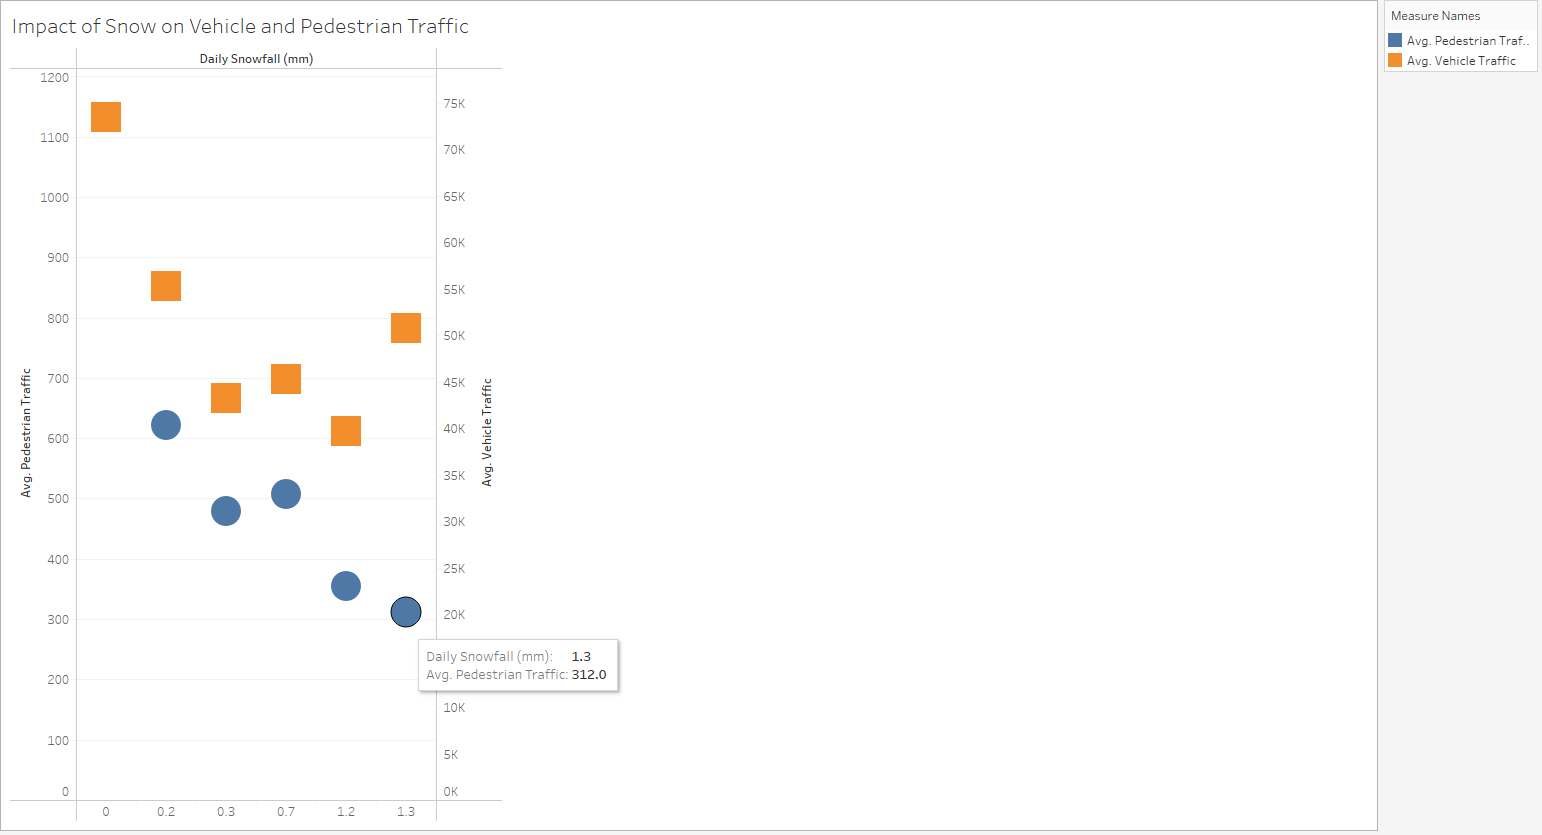 Impact of Snow on Vehicle and Pedestrian Traffic
Measure Names
Avg. Pedestrian Traf..
Avg. Vehicle Traffic
Daily Snowfall (mm)
1200
1100
1000
900
800
700
600
500
400
300
200
100
0
Avg. Pedestrian Traffic
75K
70K
65K
60K
55K
50K
45K
40K
35K
30K
25K
20K
10K
5K
0K
Avg. Vehicle Traffic
Daily Snowfall (mm): 1.3
Avg. Pedestrian Traffic: 312.0
0 0.2 0.3 0.7 1.2 1.3